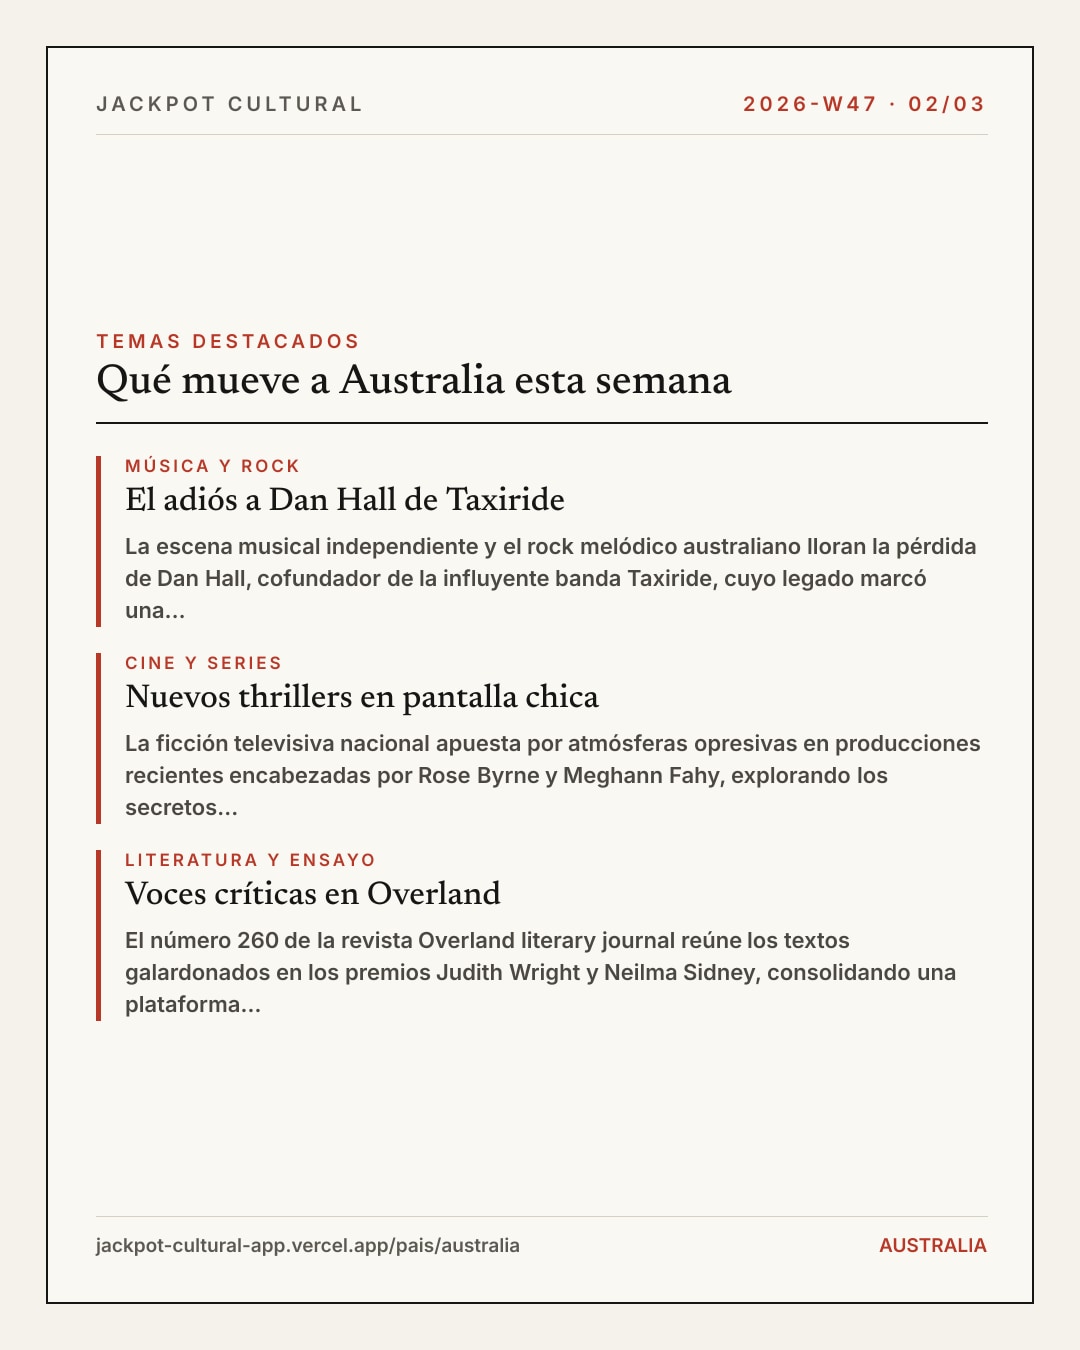 JACKPOT CULTURAL
2026-W47 · 02/03
TEMAS DESTACADOS
Qué mueve a Australia esta semana
MÚSICA Y ROCK
El adiós a Dan Hall de Taxiride
La escena musical independiente y el rock melódico australiano lloran la pérdida
de Dan Hall, cofundador de la influyente banda Taxiride, cuyo legado marcó
una...
CINE Y SERIES
Nuevos thrillers en pantalla chica
La ficción televisiva nacional apuesta por atmósferas opresivas en producciones
recientes encabezadas por Rose Byrne y Meghann Fahy, explorando los
secretos...
LITERATURA Y ENSAYO
Voces críticas en Overland
El número 260 de la revista Overland literary journal reúne los textos
galardonados en los premios Judith Wright y Neilma Sidney, consolidando una
plataforma...
jackpot-cultural-app.vercel.app/pais/australia
AUSTRALIA